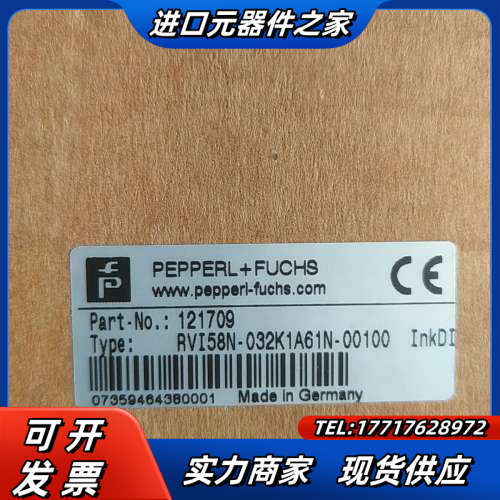 进口元器件之家
PEPPERL+FUCHS
www.pepperl-fuchs.com
CE
Part-No.: 121709
Type: RVI58N-032K1A61N-00100 InkDI
07359464380001 Made in Germany
可开
发票
TEL:17717628972
实力商家 现货供应